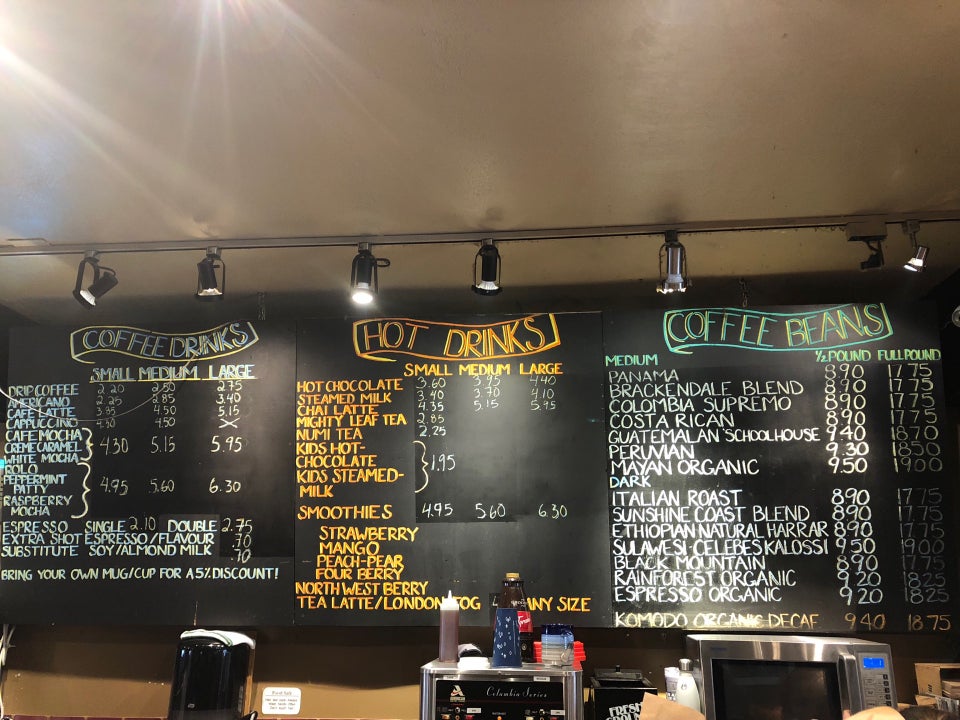 COFFEE DRINKS
SMALL MEDIUM LARGE
DRIP COFFEE 2.20 2.50 2.75
AMERICANO 2.25 2.85 3.40
CAFE LATTE 3.85 4.50 5.15
CAPPUCCINO 4.50 X
CAFE MOCHA
CREME CARAMEL 4.30 5.15 5.95
WHITE MOCHA
ROLO
PEPPERMINT
PATTY 4.95 5.60 6.30
RASPBERRY
MOCHA
ESPRESSO SINGLE 2.10 DOUBLE 2.75
EXTRA SHOT ESPRESSO/FLAVOUR .70
SUBSTITUTE SOY/ALMOND MILK .70
BRING YOUR OWN MUG/CUP FOR A 5% DISCOUNT!
HOT DRINKS
SMALL MEDIUM LARGE
HOT CHOCOLATE 3.60 3.95 4.40
STEAMED MILK 3.40 3.70 4.10
CHAI LATTE 4.35 5.15 5.95
MIGHTY LEAF TEA 2.85
NUMI TEA 2.25
KIDS HOT-
CHOCOLATE 1.95
KIDS STEAMED-
MILK
SMOOTHIES 4.95 5.60 6.30
STRAWBERRY
MANGO
PEACH-PEAR
FOUR BERRY
NORTH WEST BERRY
TEA LATTE/LONDON FOG ANY SIZE
COFFEE BEANS
MEDIUM ½ POUND FULL POUND
PANAMA 8.90 17.75
BRACKENDALE BLEND 8.90 17.75
COLOMBIA SUPREMO 8.90 17.75
COSTA RICAN 8.90 17.75
GUATEMALAN SCHOOLHOUSE 9.40 18.70
PERUVIAN 9.30 18.50
MAYAN ORGANIC 9.50 19.00
DARK
ITALIAN ROAST 8.90 17.75
SUNSHINE COAST BLEND 8.90 17.75
ETHIOPIAN NATURAL HARRAR 8.90 17.75
SULAWESI-CELEBES KALOSSI 9.50 19.00
BLACK MOUNTAIN 8.90 17.75
RAINFOREST ORGANIC 9.20 18.25
ESPRESSO ORGANIC 9.20 18.25
KOMODO ORGANIC DECAF 9.40 18.75
Columbia Series
FRESH
GROUND